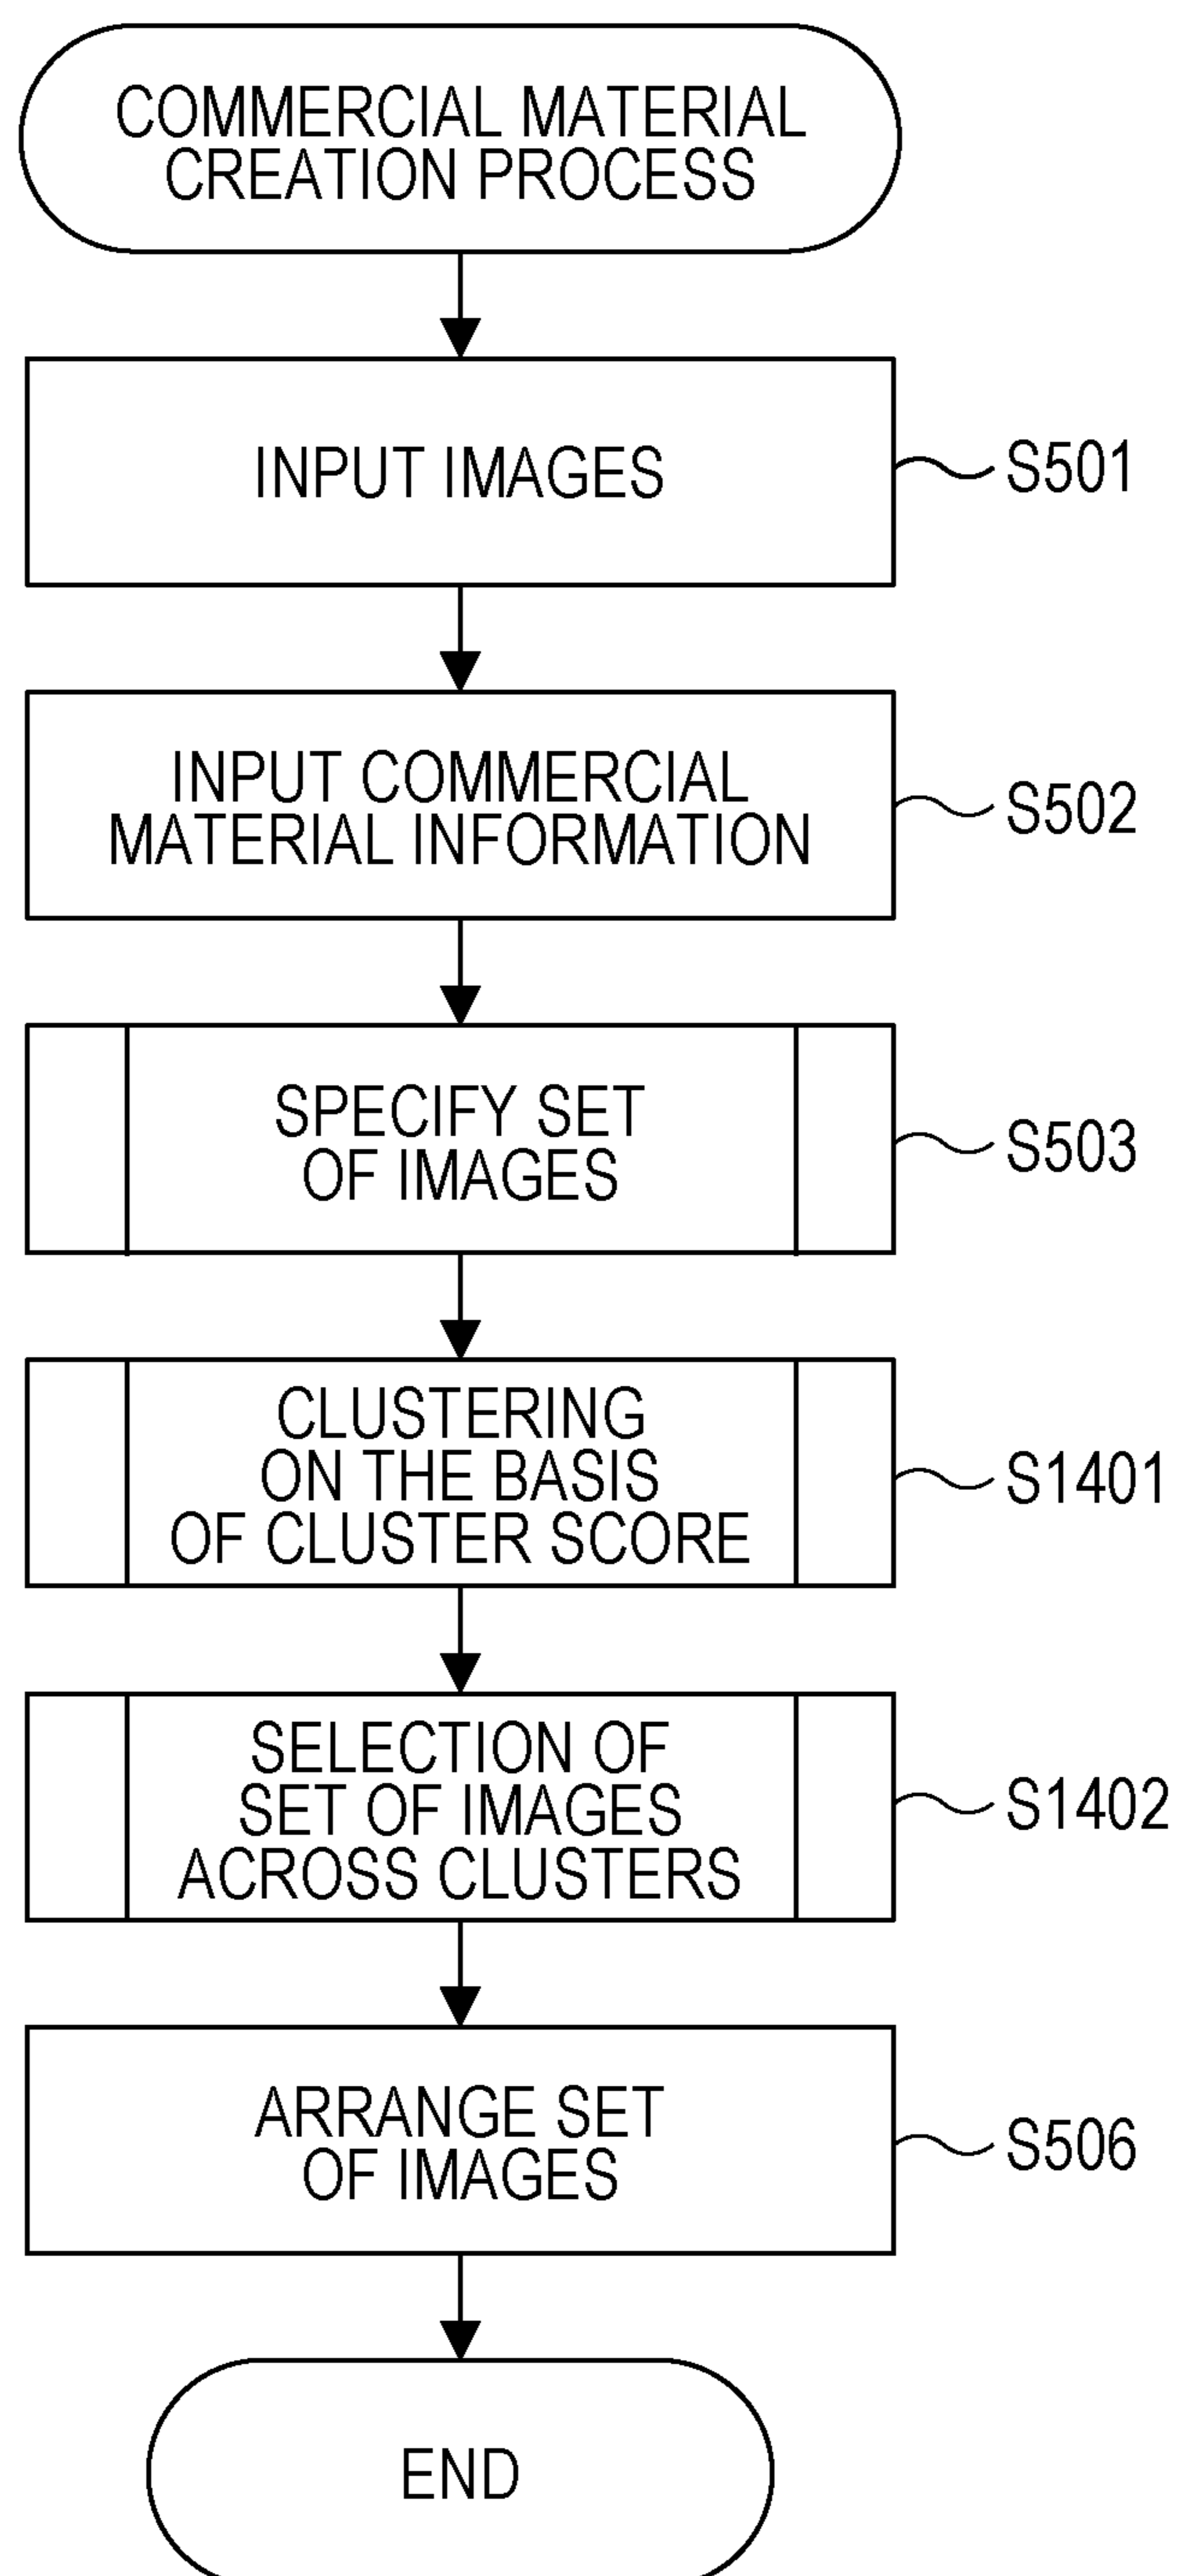 COMMERCIAL MATERIAL
CREATION PROCESS
INPUT IMAGES
S501
INPUT COMMERCIAL
MATERIAL INFORMATION
S502
SPECIFY SET
OF IMAGES
S503
CLUSTERING
ON THE BASIS
OF CLUSTER SCORE
S1401
SELECTION OF
SET OF IMAGES
ACROSS CLUSTERS
S1402
ARRANGE SET
OF IMAGES
S506
END